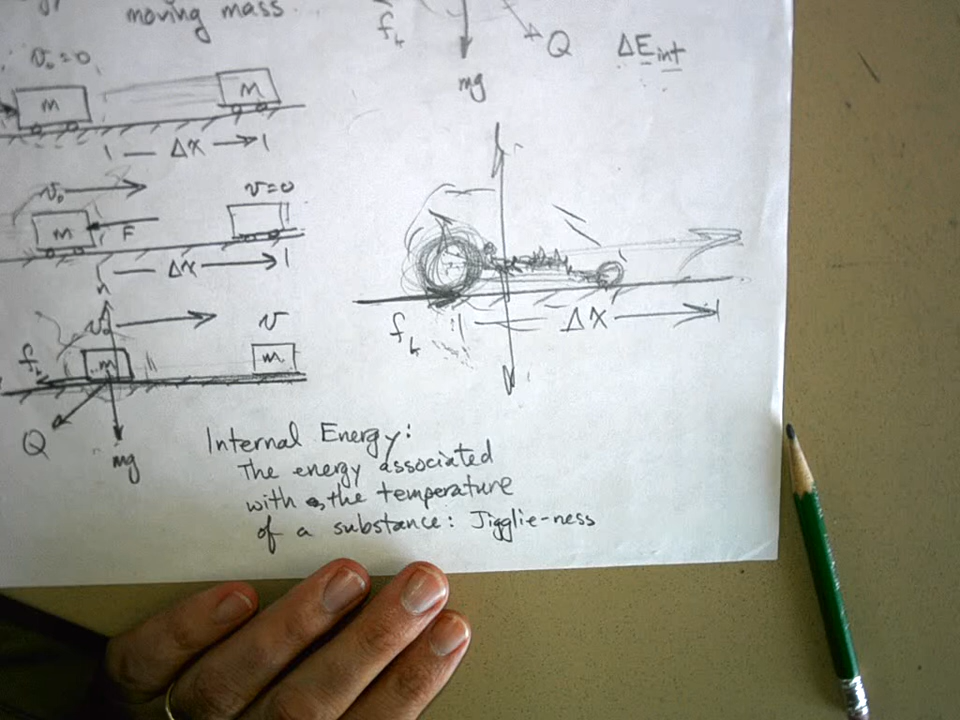 moving mass.
f_k
Q
ΔE_int
mg
v₀ = 0
m
m
Δx
v₀
v = 0
m
F
Δx
n
v₀
v
f_k
m
m
Q
mg
f_k
Δx
Internal Energy:
The energy associated
with the temperature
of a substance: Jigglie-ness